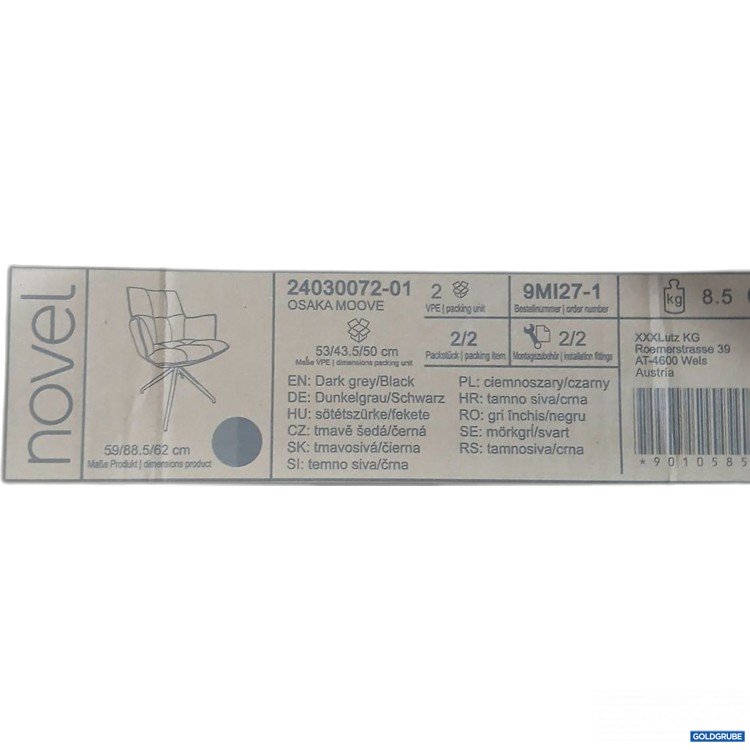 novel
59/88.5/62 cm
Maße Produkt | dimensions product
24030072-01
OSAKA MOOVE
53/43.5/50 cm
Maße VPE | dimensions packing unit
2
VPE | packing unit
9MI27-1
Bestellnummer | order number
2/2
Packstück | packing item
2/2
Montagezubehör | installation fittings
EN: Dark grey/Black
DE: Dunkelgrau/Schwarz
HU: sötétszürke/fekete
CZ: tmavě šedá/černá
SK: tmavosivá/čierna
SI: temno siva/črna
PL: ciemnoszary/czarny
HR: tamno siva/crna
RO: gri închis/negru
SE: mörkgrĺ/svart
RS: tamnosiva/crna
kg 8.5
XXXLutz KG
Roemerstrasse 39
AT-4600 Wels
Austria
*9010585
GOLDGRUBE